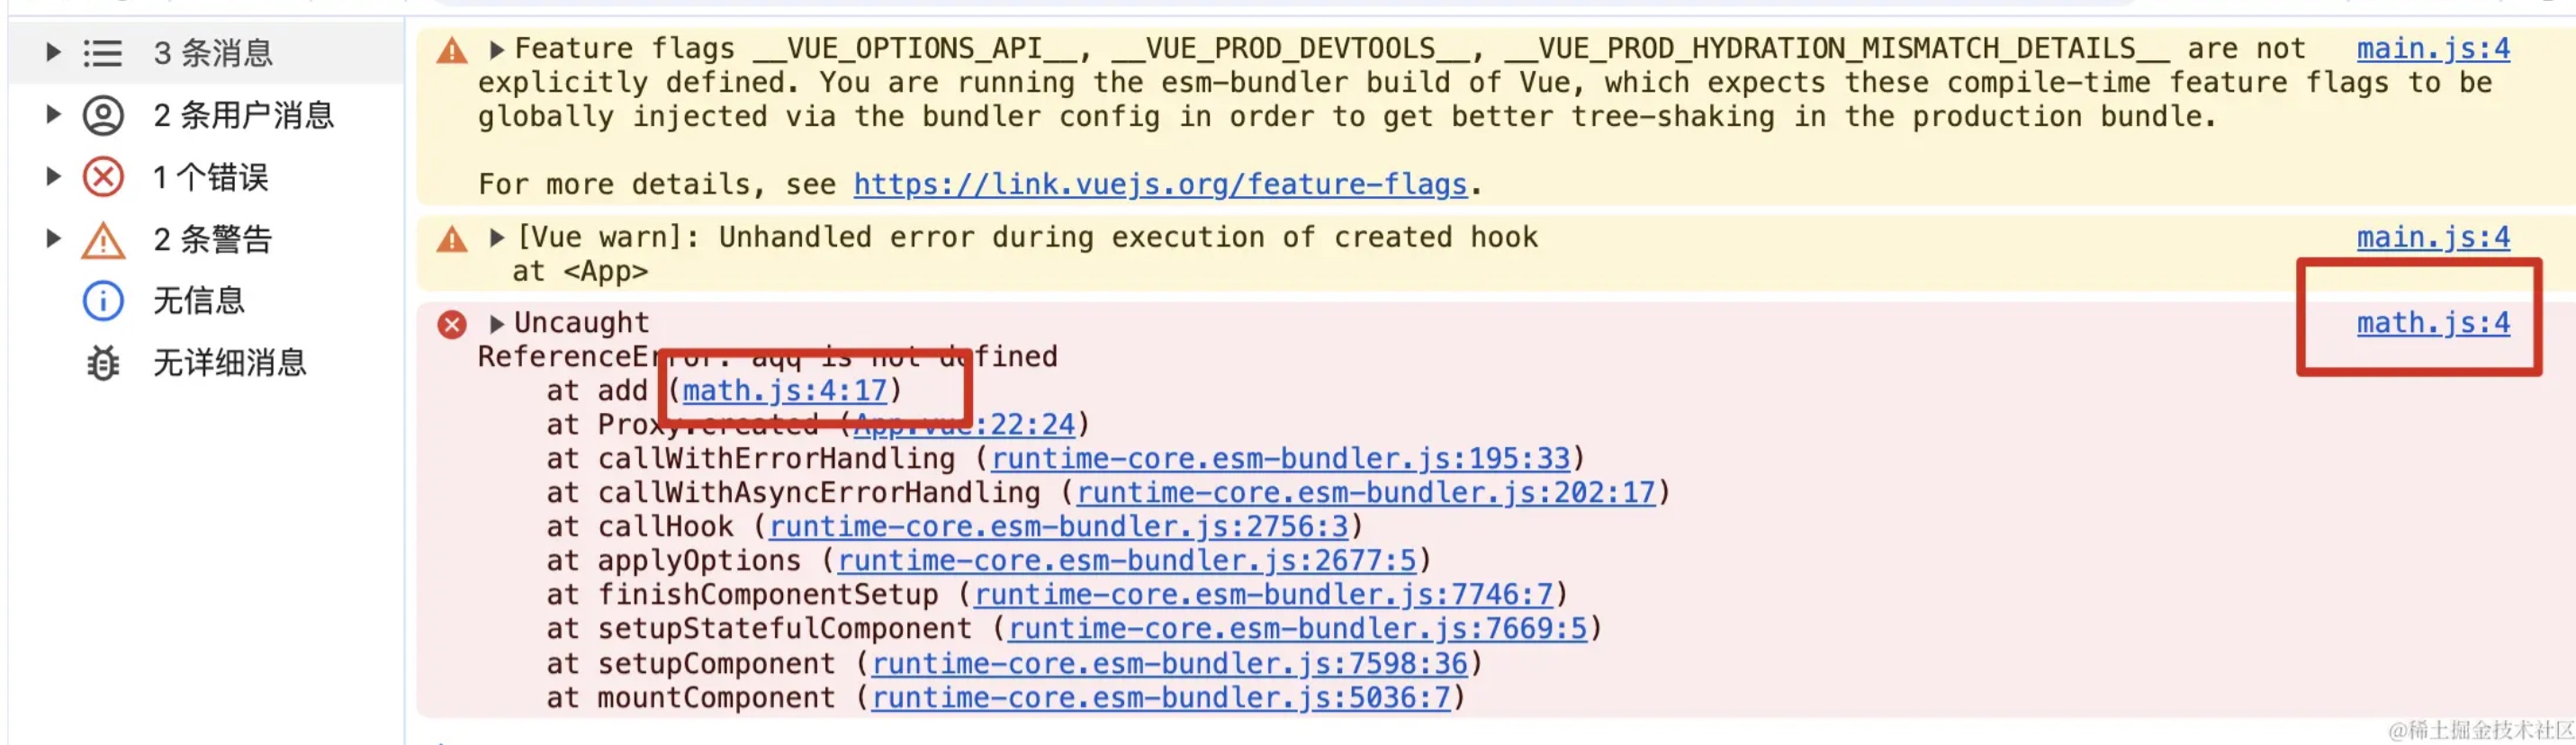 3 条消息
2 条用户消息
1 个错误
2 条警告
无信息
无详细消息
Feature flags __VUE_OPTIONS_API__, __VUE_PROD_DEVTOOLS__, __VUE_PROD_HYDRATION_MISMATCH_DETAILS__ are not main.js:4
explicitly defined. You are running the esm-bundler build of Vue, which expects these compile-time feature flags to be
globally injected via the bundler config in order to get better tree-shaking in the production bundle.
For more details, see https://link.vuejs.org/feature-flags.
[Vue warn]: Unhandled error during execution of created hook main.js:4
at <App>
Uncaught math.js:4
ReferenceError: aqq is not defined
at add (math.js:4:17)
at Proxy.created (App.vue:22:24)
at callWithErrorHandling (runtime-core.esm-bundler.js:195:33)
at callWithAsyncErrorHandling (runtime-core.esm-bundler.js:202:17)
at callHook (runtime-core.esm-bundler.js:2756:3)
at applyOptions (runtime-core.esm-bundler.js:2677:5)
at finishComponentSetup (runtime-core.esm-bundler.js:7746:7)
at setupStatefulComponent (runtime-core.esm-bundler.js:7669:5)
at setupComponent (runtime-core.esm-bundler.js:7598:36)
at mountComponent (runtime-core.esm-bundler.js:5036:7)
@稀土掘金技术社区